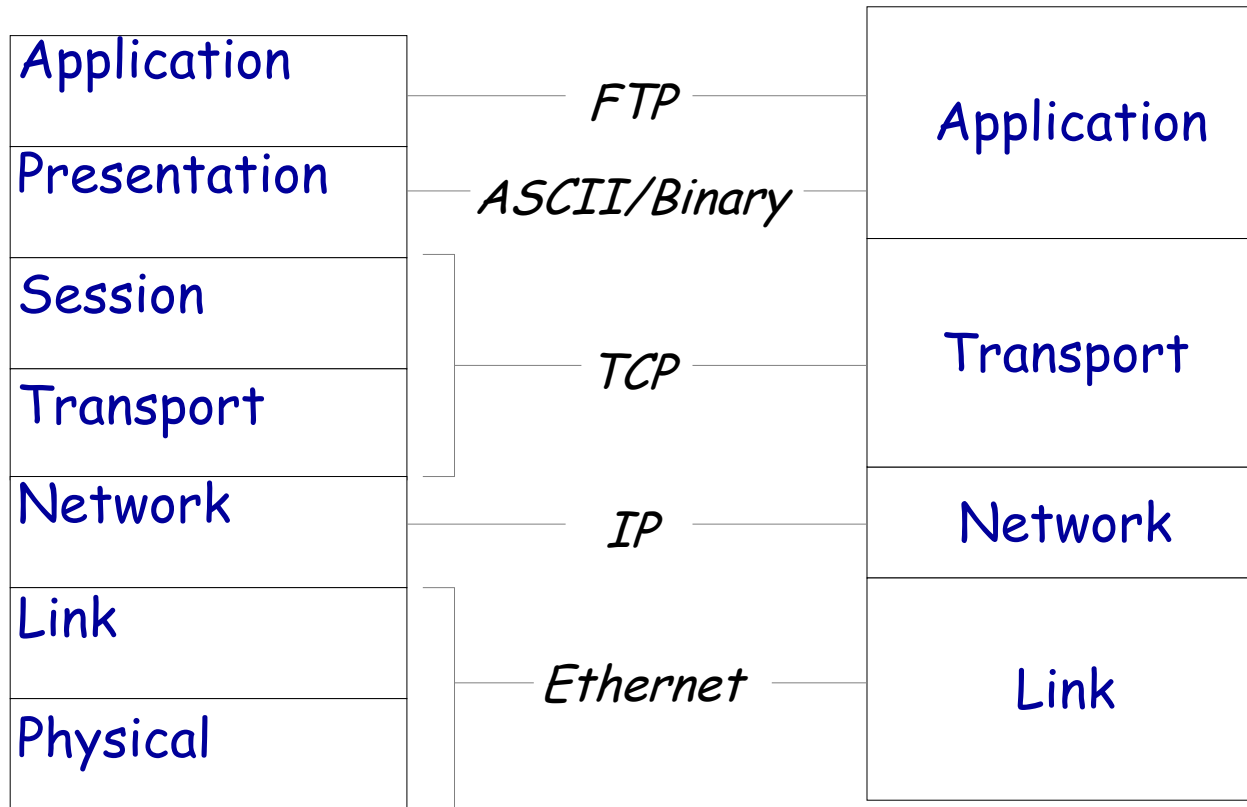 Application
Presentation
Session
Transport
Network
Link
Physical
FTP
ASCII/Binary
TCP
IP
Ethernet
Application
Transport
Network
Link